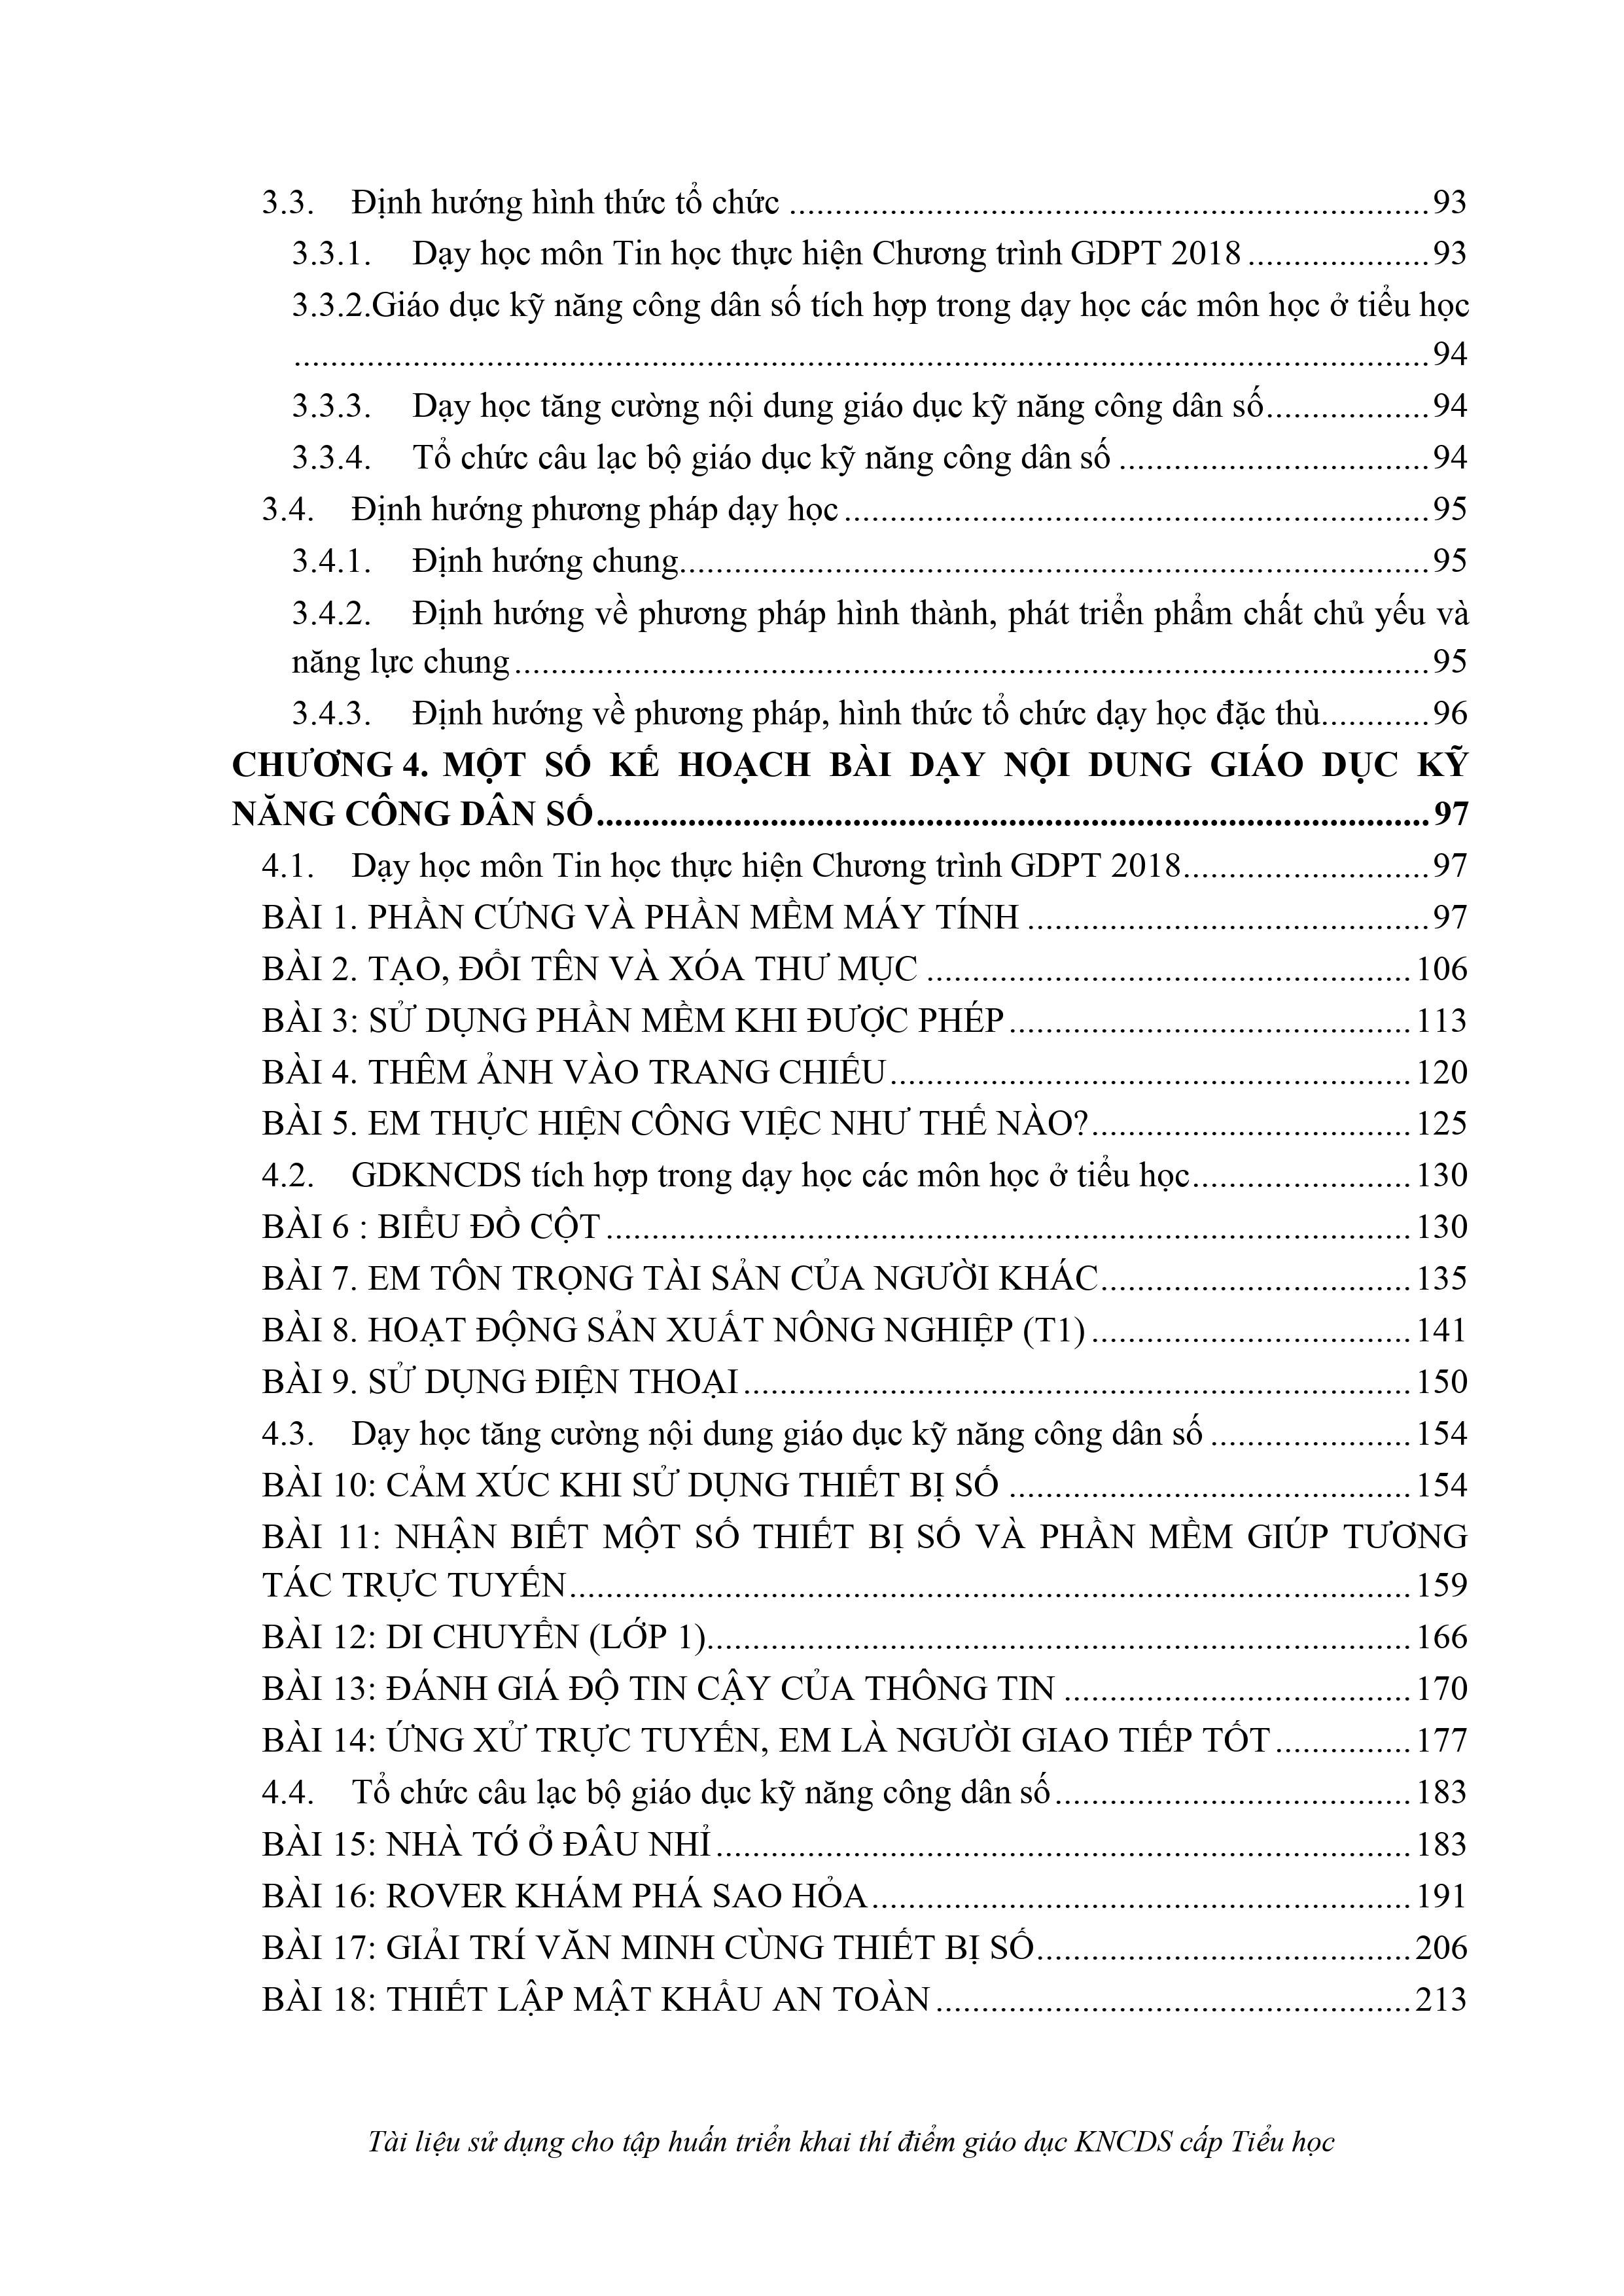 3.3. Định hướng hình thức tổ chức ........ 93
3.3.1. Dạy học môn Tin học thực hiện Chương trình GDPT 2018 ........ 93
3.3.2.Giáo dục kỹ năng công dân số tích hợp trong dạy học các môn học ở tiểu học
........ 94
3.3.3. Dạy học tăng cường nội dung giáo dục kỹ năng công dân số ........ 94
3.3.4. Tổ chức câu lạc bộ giáo dục kỹ năng công dân số ........ 94
3.4. Định hướng phương pháp dạy học ........ 95
3.4.1. Định hướng chung ........ 95
3.4.2. Định hướng về phương pháp hình thành, phát triển phẩm chất chủ yếu và
năng lực chung ........ 95
3.4.3. Định hướng về phương pháp, hình thức tổ chức dạy học đặc thù ........ 96
CHƯƠNG 4. MỘT SỐ KẾ HOẠCH BÀI DẠY NỘI DUNG GIÁO DỤC KỸ
NĂNG CÔNG DÂN SỐ ........ 97
4.1. Dạy học môn Tin học thực hiện Chương trình GDPT 2018 ........ 97
BÀI 1. PHẦN CỨNG VÀ PHẦN MỀM MÁY TÍNH ........ 97
BÀI 2. TẠO, ĐỔI TÊN VÀ XÓA THƯ MỤC ........ 106
BÀI 3: SỬ DỤNG PHẦN MỀM KHI ĐƯỢC PHÉP ........ 113
BÀI 4. THÊM ẢNH VÀO TRANG CHIẾU ........ 120
BÀI 5. EM THỰC HIỆN CÔNG VIỆC NHƯ THẾ NÀO? ........ 125
4.2. GDKNCDS tích hợp trong dạy học các môn học ở tiểu học ........ 130
BÀI 6 : BIỂU ĐỒ CỘT ........ 130
BÀI 7. EM TÔN TRỌNG TÀI SẢN CỦA NGƯỜI KHÁC ........ 135
BÀI 8. HOẠT ĐỘNG SẢN XUẤT NÔNG NGHIỆP (T1) ........ 141
BÀI 9. SỬ DỤNG ĐIỆN THOẠI ........ 150
4.3. Dạy học tăng cường nội dung giáo dục kỹ năng công dân số ........ 154
BÀI 10: CẢM XÚC KHI SỬ DỤNG THIẾT BỊ SỐ ........ 154
BÀI 11: NHẬN BIẾT MỘT SỐ THIẾT BỊ SỐ VÀ PHẦN MỀM GIÚP TƯƠNG
TÁC TRỰC TUYẾN ........ 159
BÀI 12: DI CHUYỂN (LỚP 1) ........ 166
BÀI 13: ĐÁNH GIÁ ĐỘ TIN CẬY CỦA THÔNG TIN ........ 170
BÀI 14: ỨNG XỬ TRỰC TUYẾN, EM LÀ NGƯỜI GIAO TIẾP TỐT ........ 177
4.4. Tổ chức câu lạc bộ giáo dục kỹ năng công dân số ........ 183
BÀI 15: NHÀ TỚ Ở ĐÂU NHỈ ........ 183
BÀI 16: ROVER KHÁM PHÁ SAO HỎA ........ 191
BÀI 17: GIẢI TRÍ VĂN MINH CÙNG THIẾT BỊ SỐ ........ 206
BÀI 18: THIẾT LẬP MẬT KHẨU AN TOÀN ........ 213
Tài liệu sử dụng cho tập huấn triển khai thí điểm giáo dục KNCDS cấp Tiểu học